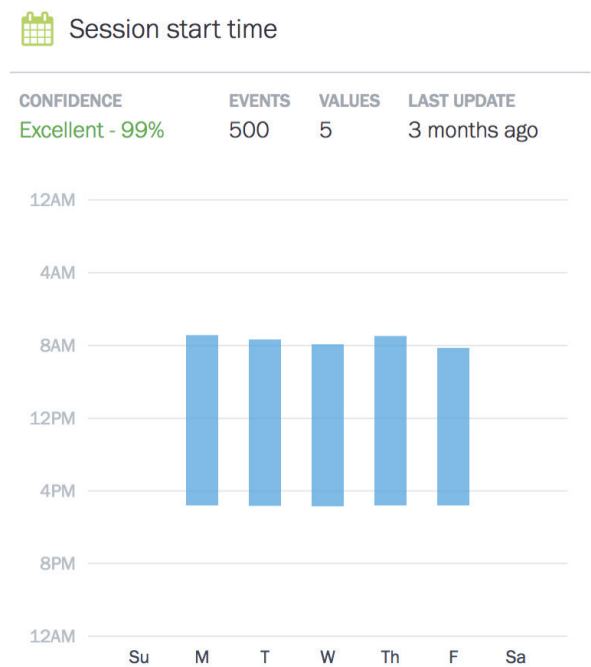 Session start time
CONFIDENCE EVENTS VALUES LAST UPDATE
Excellent - 99% 500 5 3 months ago
12AM
4AM
8AM
12PM
4PM
8PM
12AM
Su M T W Th F Sa